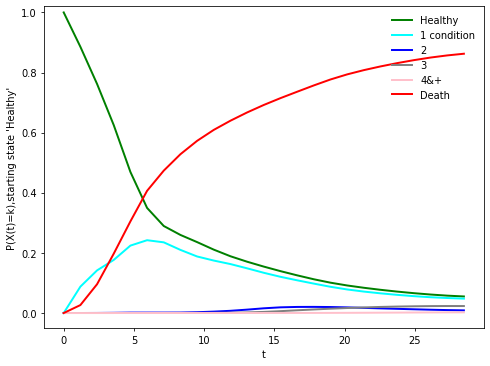 1.0
0.8
0.6
0.4
0.2
0.0
P(X(t)=k),starting state 'Healthy'
Healthy
1 condition
2
3
4&+
Death
0 5 10 15 20 25
t